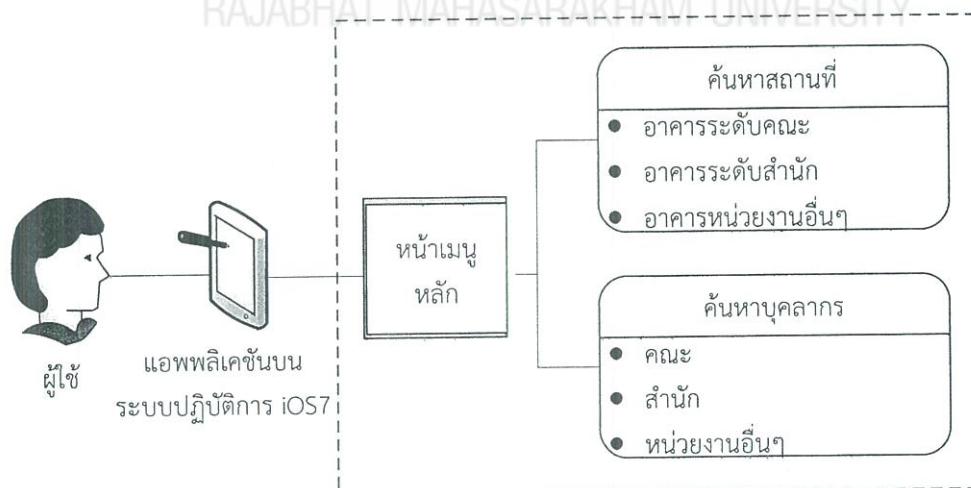 RAJABHAT MAHASARAKHAM UNIVERSITY
ค้นหาสถานที่
อาคารระดับคณะ
อาคารระดับสำนัก
อาคารหน่วยงานอื่นๆ
หน้าเมนู
หลัก
ค้นหาบุคลากร
คณะ
สำนัก
หน่วยงานอื่นๆ
ผู้ใช้
แอพพลิเคชันบน
ระบบปฏิบัติการ iOS7